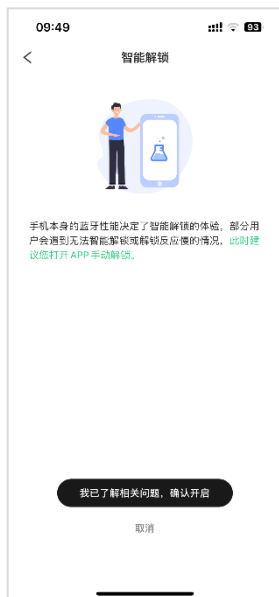 09:49
93
智能解锁
手机本身的蓝牙性能决定了智能解锁的体验，部分用
户会遇到无法智能解锁或解锁反应慢的情况，此时建
议您打开 APP 手动解锁。
我已了解相关问题，确认开启
取消